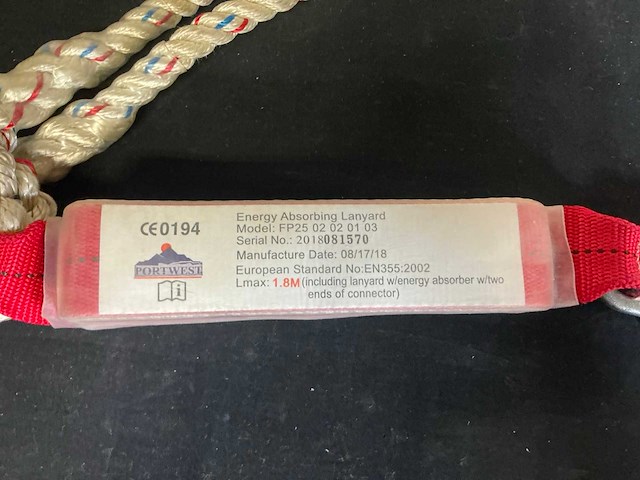 CE0194
PORTWEST
Energy Absorbing Lanyard
Model: FP25 02 02 01 03
Serial No.: 2018081570
Manufacture Date: 08/17/18
European Standard No:EN355:2002
Lmax: 1.8M(including lanyard w/energy absorber w/two
ends of connector)